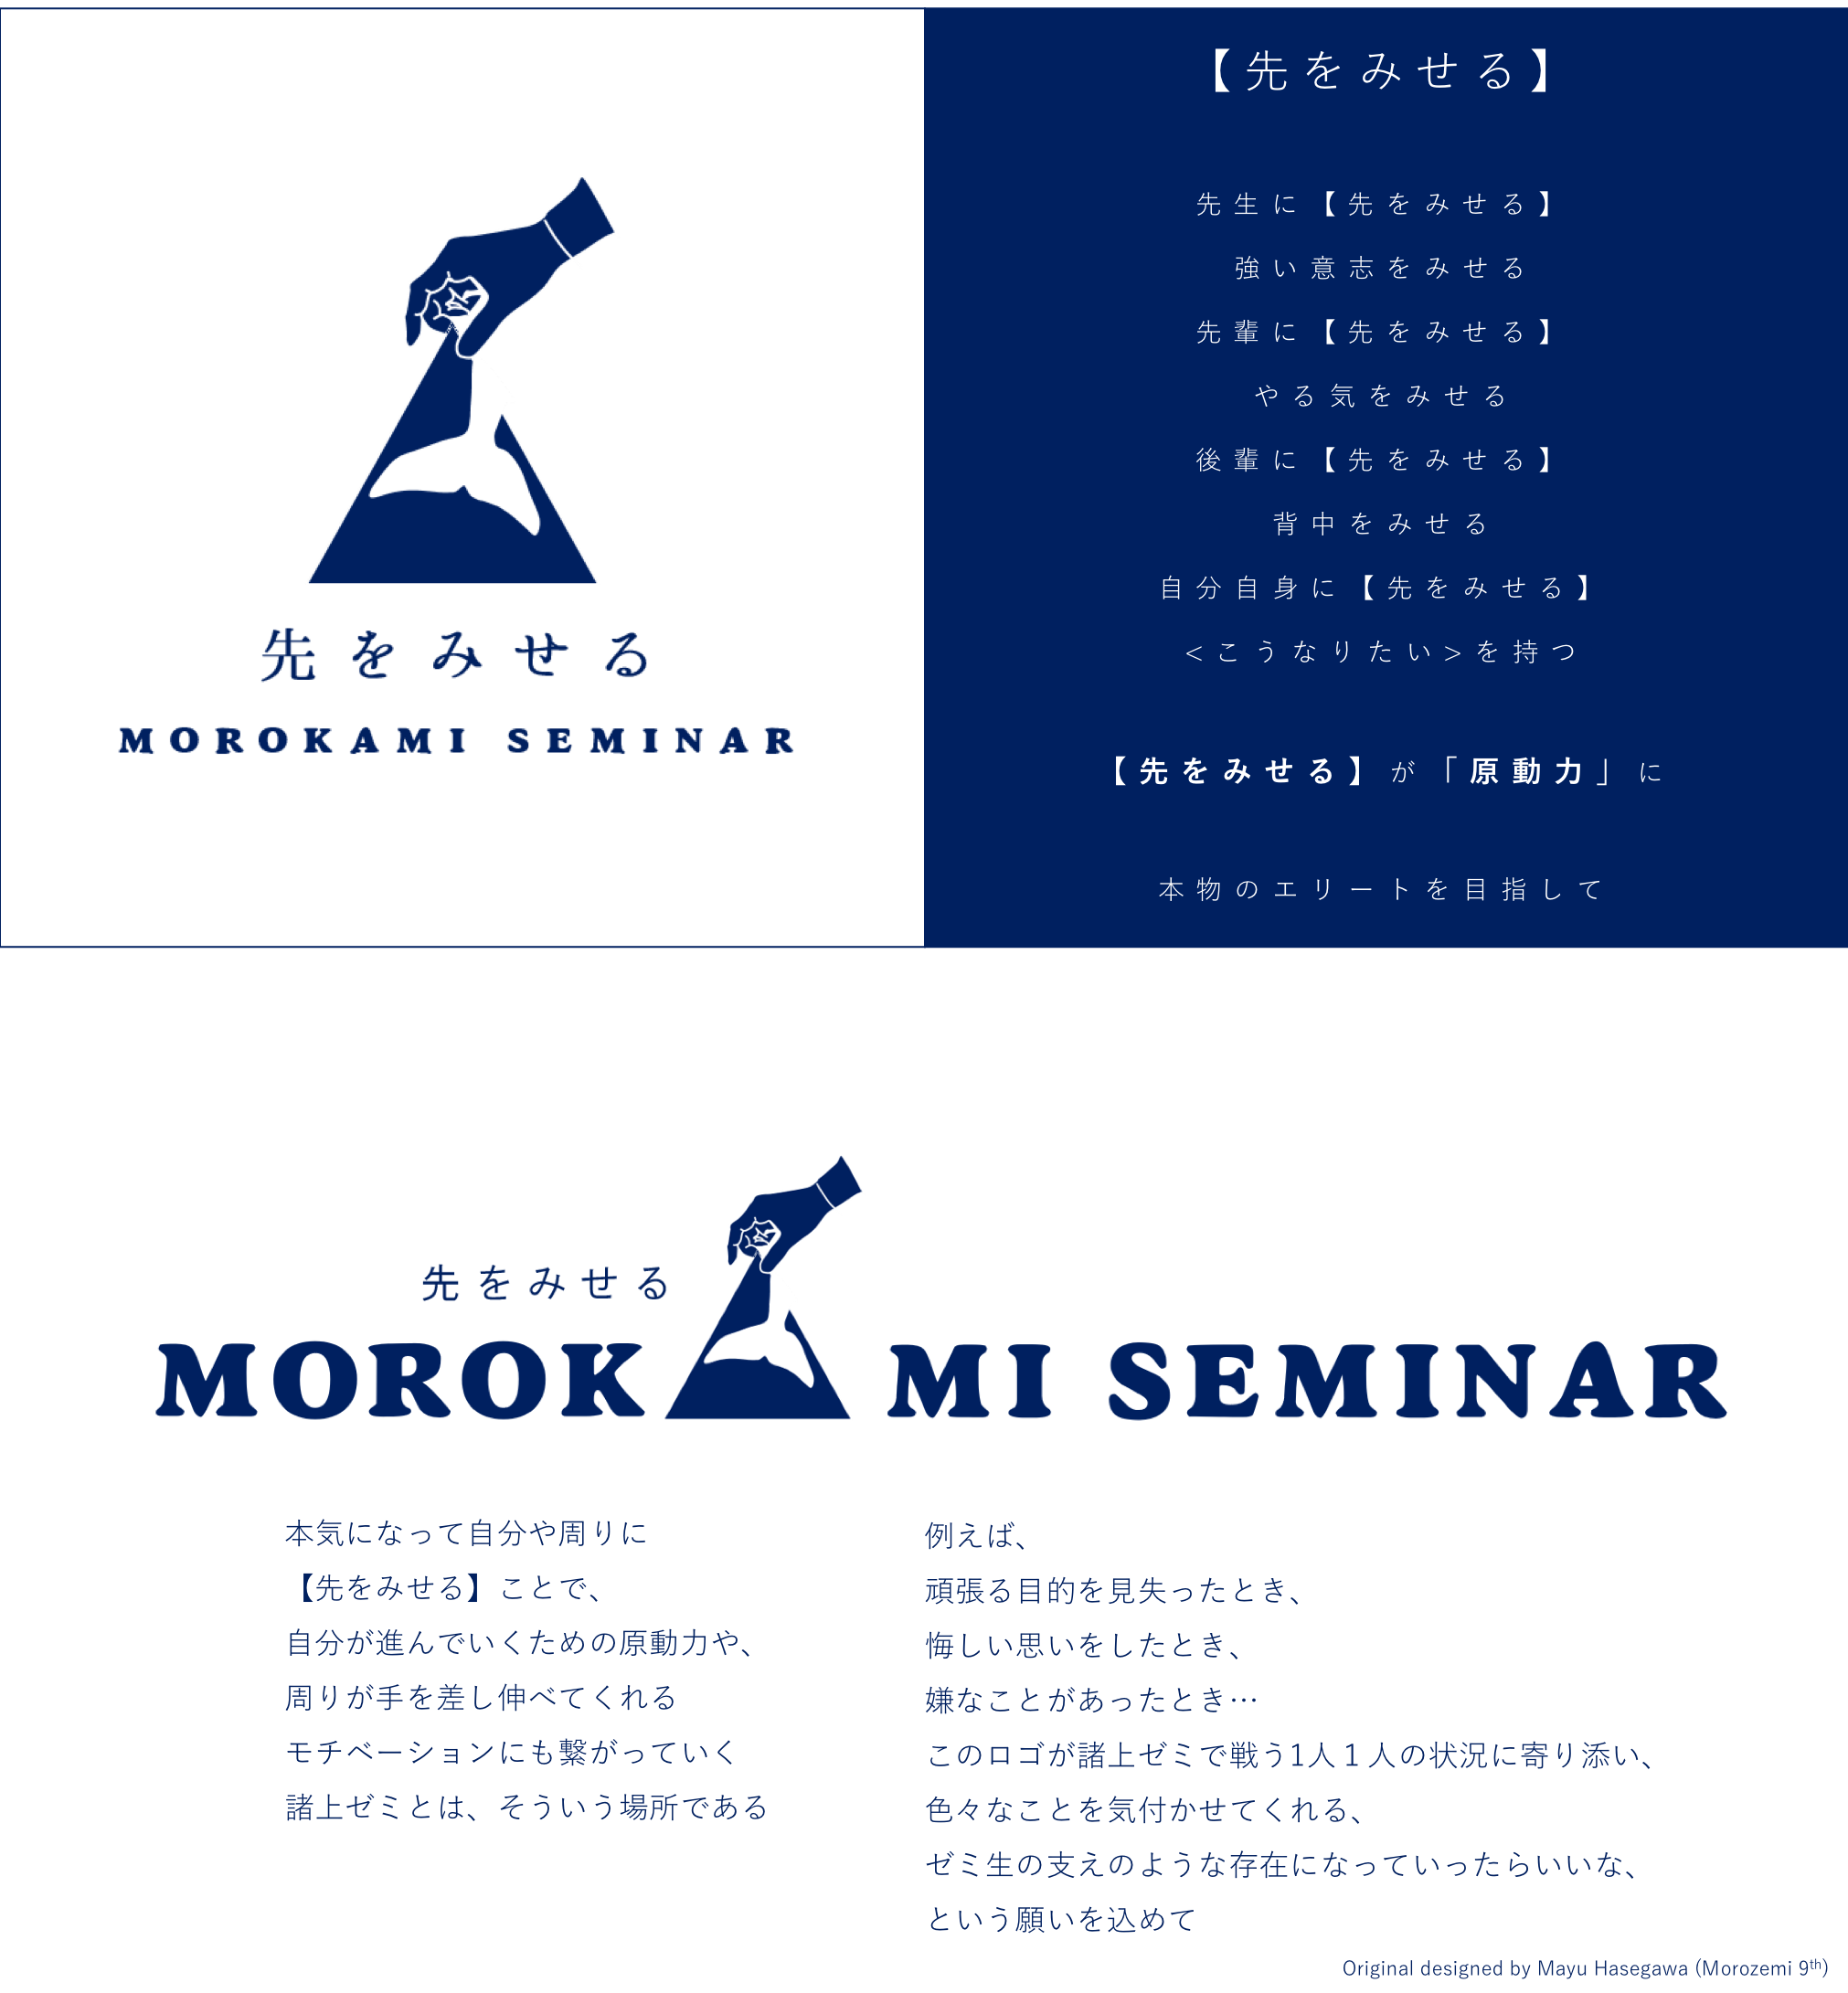 先をみせる
MOROKAMI SEMINAR
【先をみせる】
先生に【先をみせる】
強い意志をみせる
先輩に【先をみせる】
やる気をみせる
後輩に【先をみせる】
背中をみせる
自分自身に【先をみせる】
<こうなりたい>を持つ
【先をみせる】が「原動力」に
本物のエリートを目指して
先をみせる
MOROKAMI SEMINAR
本気になって自分や周りに
【先をみせる】ことで、
自分が進んでいくための原動力や、
周りが手を差し伸べてくれる
モチベーションにも繋がっていく
諸上ゼミとは、そういう場所である
例えば、
頑張る目的を見失ったとき、
悔しい思いをしたとき、
嫌なことがあったとき…
このロゴが諸上ゼミで戦う1人１人の状況に寄り添い、
色々なことを気付かせてくれる、
ゼミ生の支えのような存在になっていったらいいな、
という願いを込めて
Original designed by Mayu Hasegawa (Morozemi 9th)